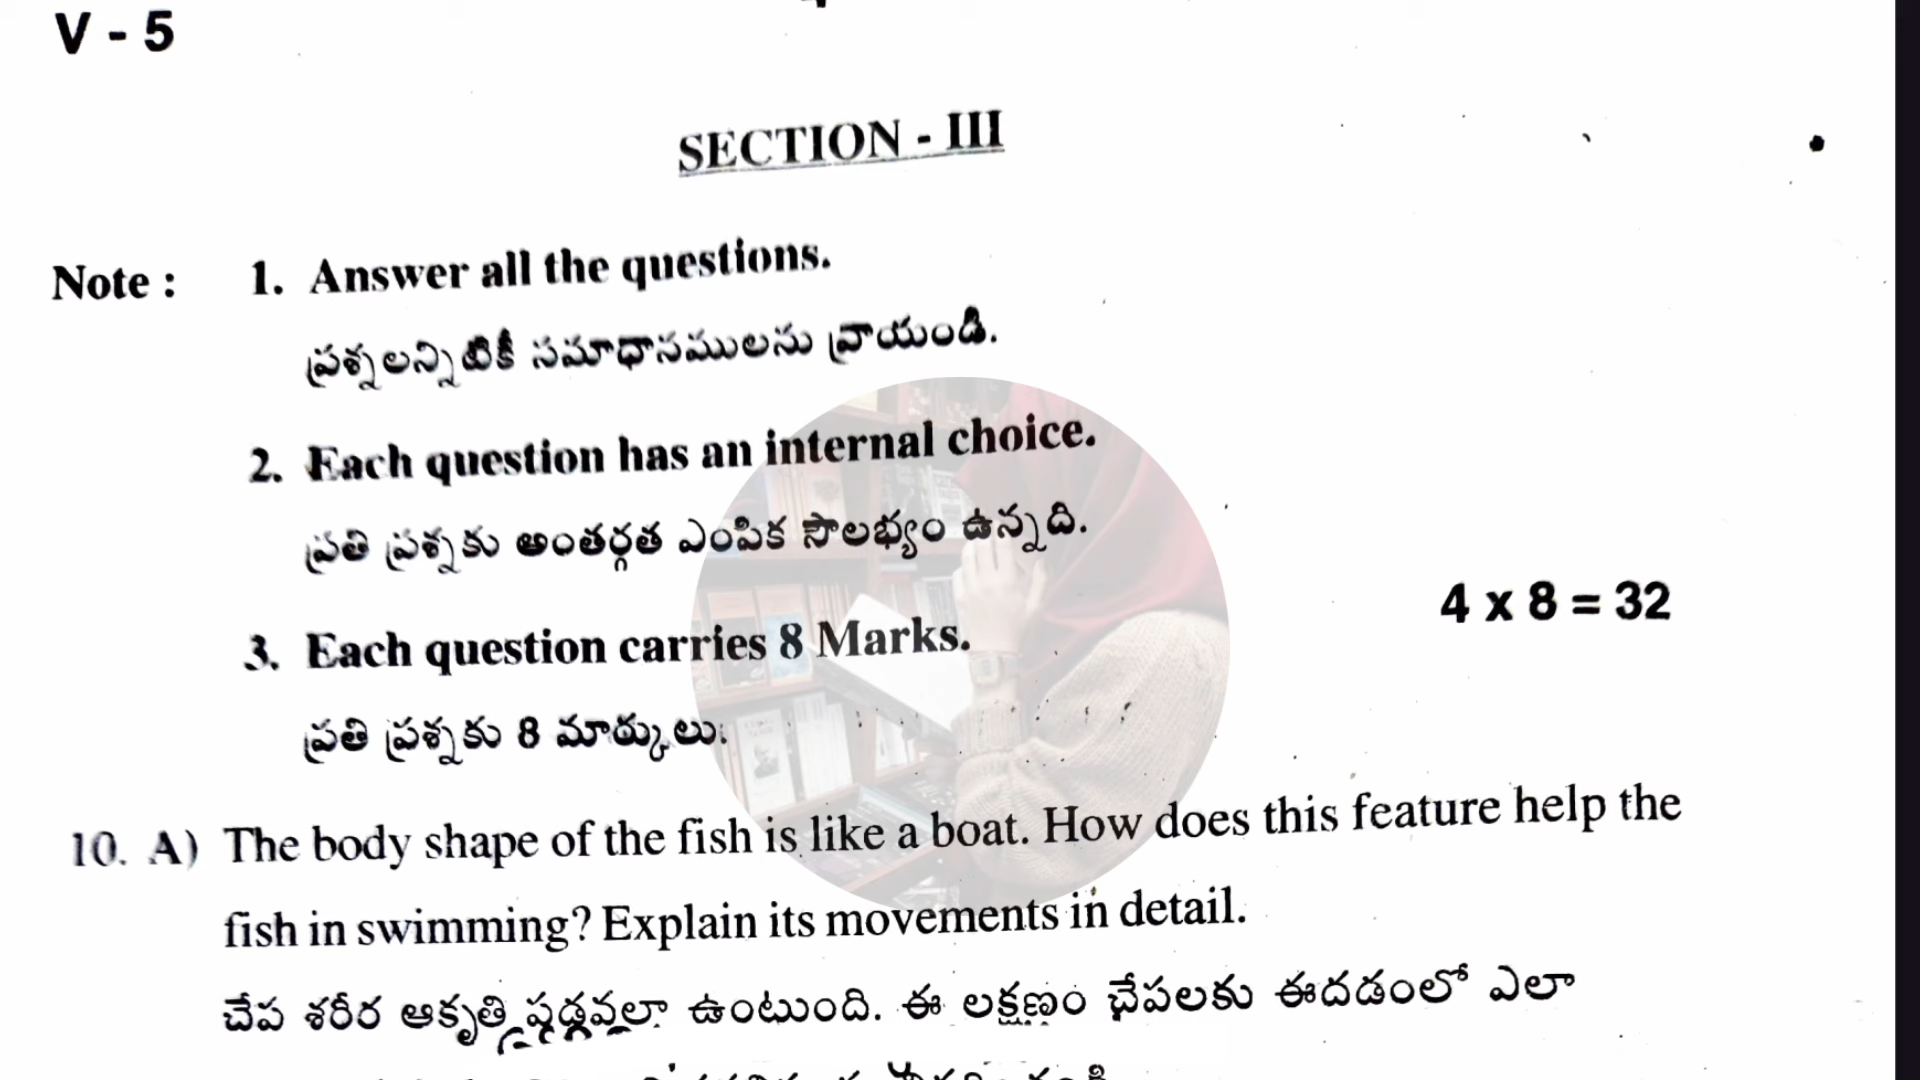 V - 5
SECTION - III
Note : 1. Answer all the questions.
ప్రశ్నలన్నిటికీ సమాధానములను వ్రాయండి.
2. Each question has an internal choice.
ప్రతి ప్రశ్నకు అంతర్గత ఎంపిక సౌలభ్యం ఉన్నది.
3. Each question carries 8 Marks.
4 x 8 = 32
ప్రతి ప్రశ్నకు 8 మార్కులు.
10. A) The body shape of the fish is like a boat. How does this feature help the
fish in swimming? Explain its movements in detail.
చేప శరీర ఆకృతి ఉంటుంది. ఈ లక్షణం చేపలకు ఈదడంలో ఎలా